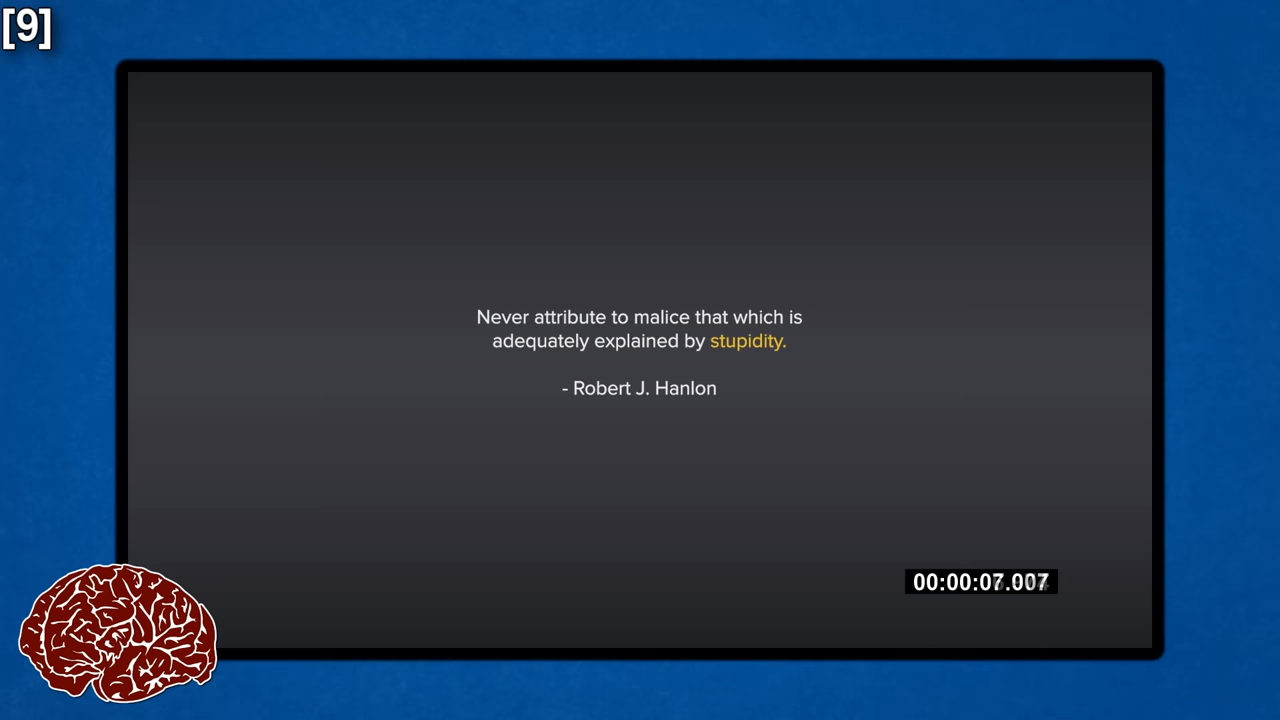 [9]
Never attribute to malice that which is
adequately explained by stupidity.
- Robert J. Hanlon
00:00:07.007